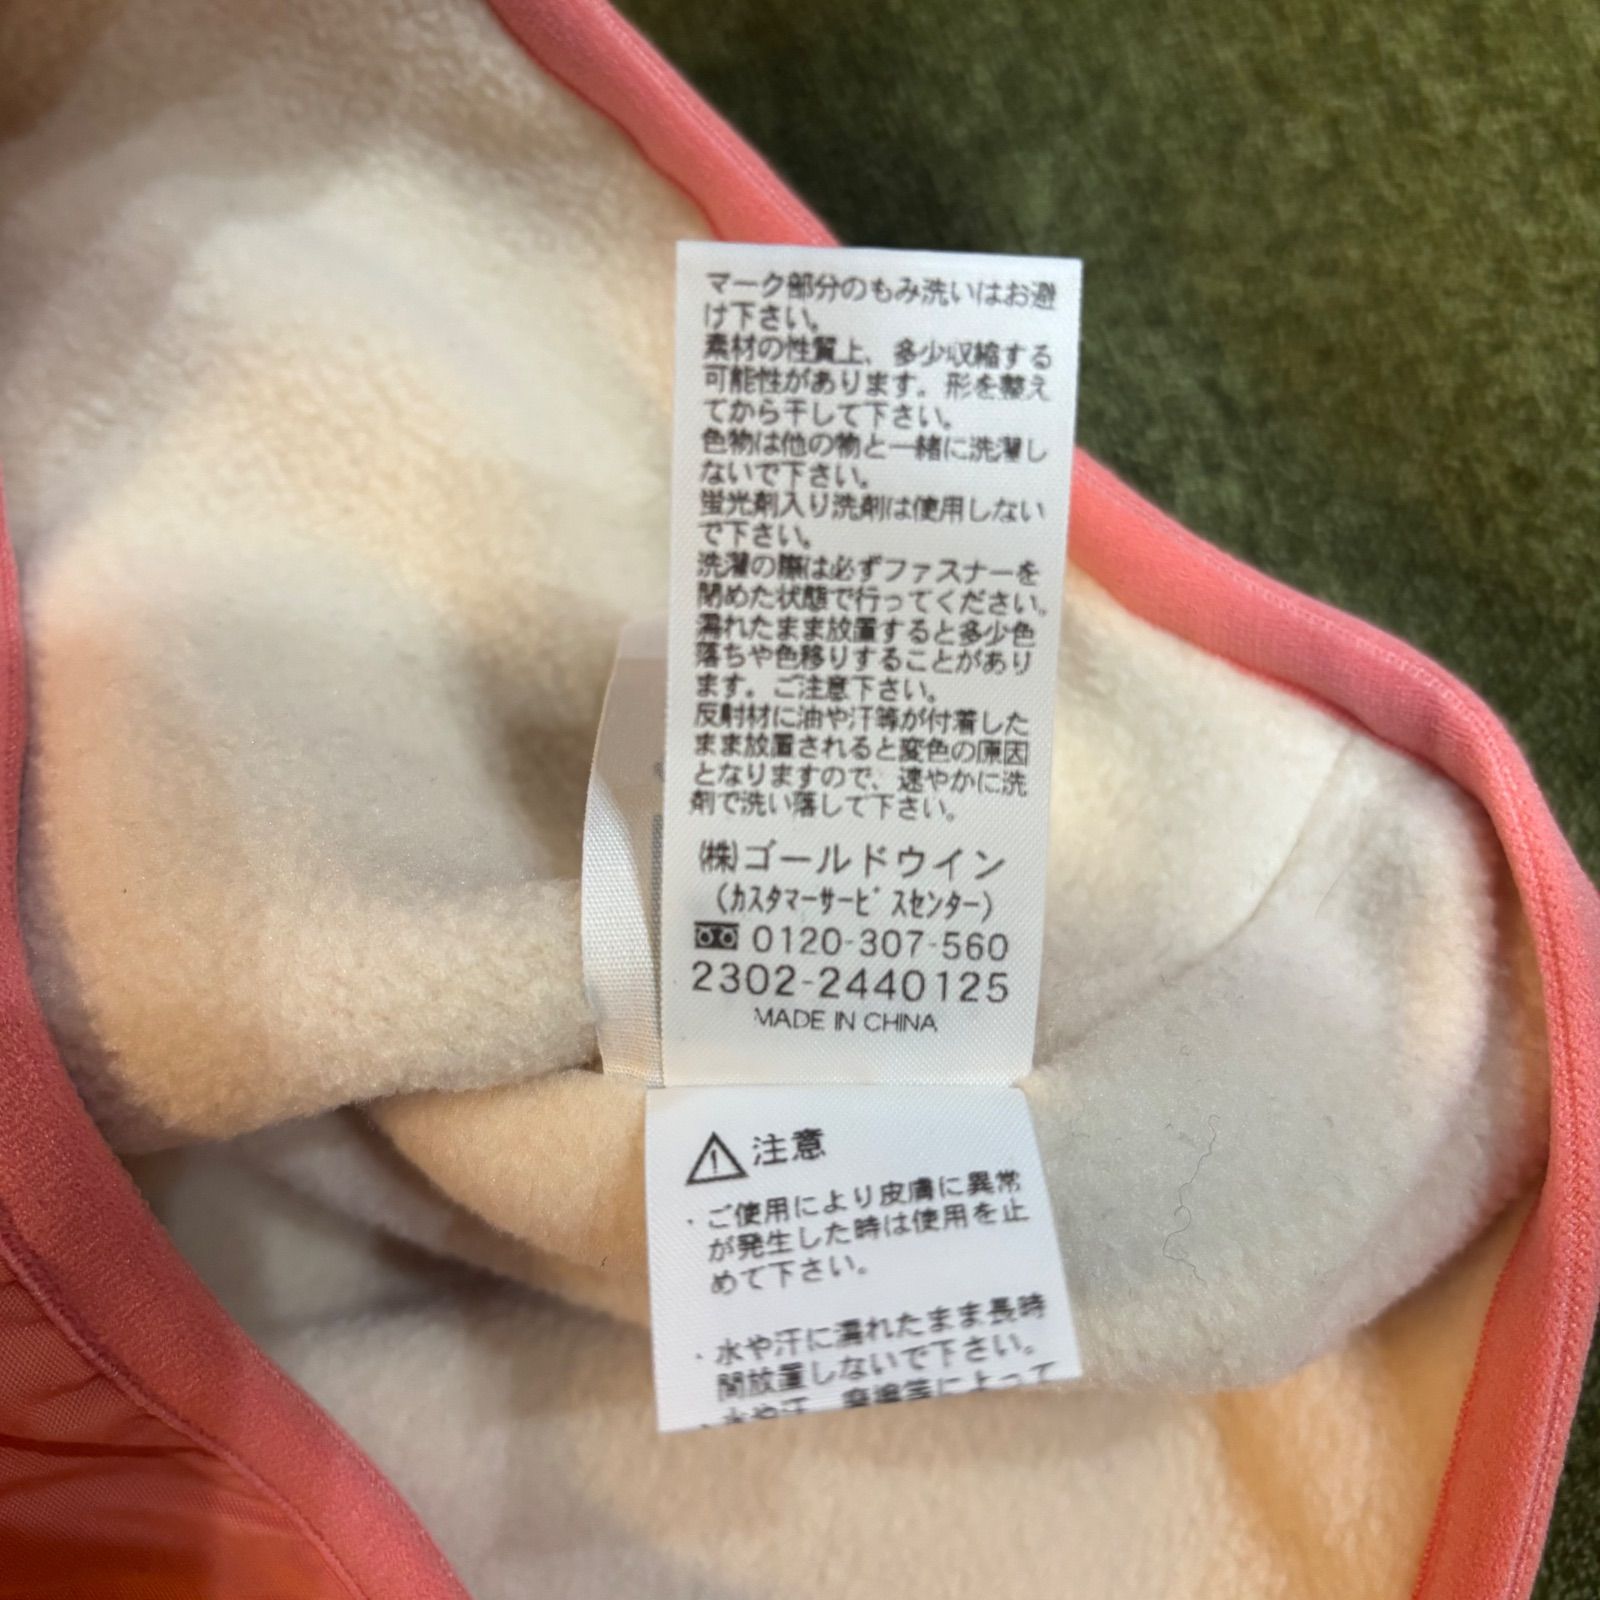 マーク部分のもみ洗いはお避
け下さい。
素材の性質上、多少収縮する
可能性があります。形を整え
てから干して下さい。
色物は他の物と一緒に洗濯し
ないで下さい。
蛍光剤入り洗剤は使用しない
で下さい。
洗濯の際は必ずファスナーを
閉めた状態で行ってください。
濡れたまま放置すると多少色
落ちや色移りすることがあり
ます。ご注意下さい。
反射材に油や汗等が付着した
まま放置されると変色の原因
となりますので、速やかに洗
剤で洗い落して下さい。
㈱ゴールドウイン
(カスタマーサービスセンター)
0120-307-560
2302-2440125
MADE IN CHINA
注意
・ご使用により皮膚に異常
が発生した時は使用を止
めて下さい。
・水や汗に濡れたまま長時
間放置しないで下さい。
・水や汗、摩擦等によって